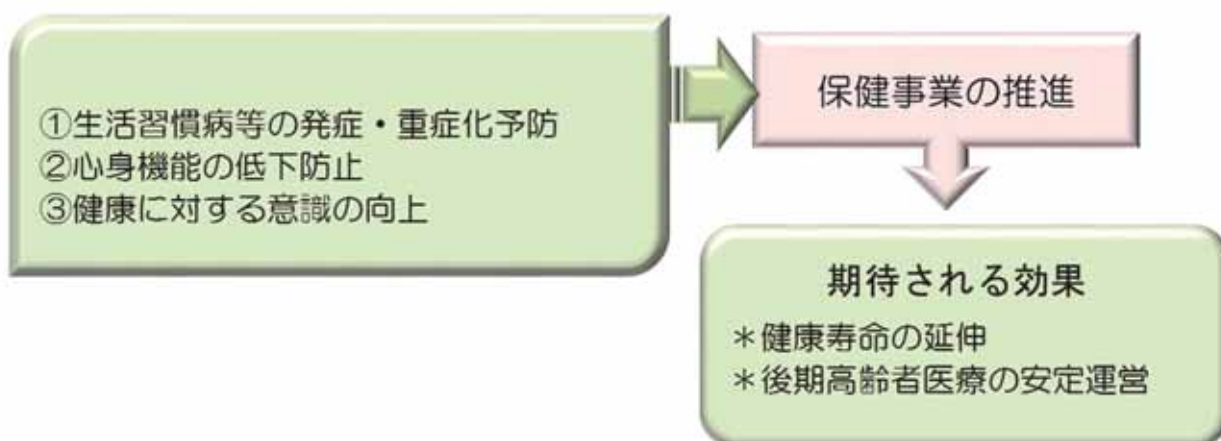 ①生活習慣病等の発症・重症化予防
②心身機能の低下防止
③健康に対する意識の向上
保健事業の推進
期待される効果
＊健康寿命の延伸
＊後期高齢者医療の安定運営